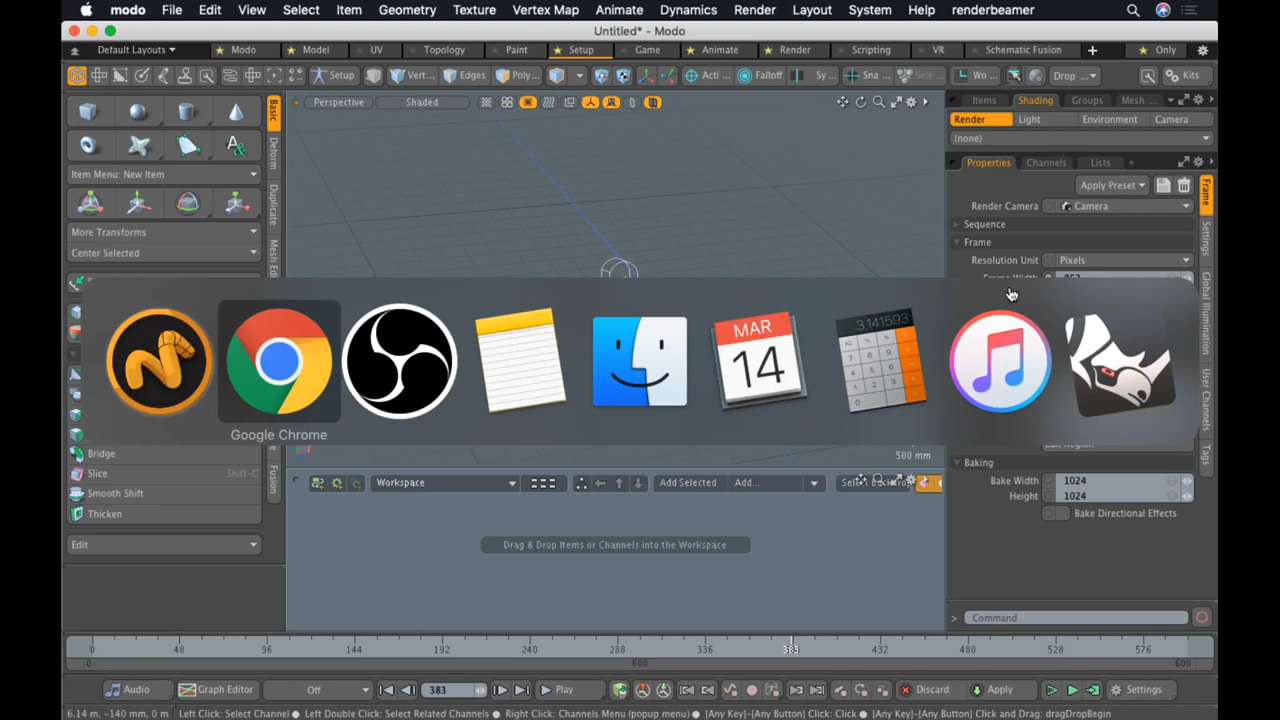 modo File Edit View Select Item Geometry Texture Vertex Map Animate Dynamics Render Layout System Help renderbeamer
Untitled* - Modo
Default Layouts Modo Model UV Topology Paint Setup Game Animate Render Scripting VR Schematic Fusion + Only
Setup Vert ... Edges Poly ... Acti ... Falloff Sy... Sna ... Sele... Wo ... Drop ... Kits
Perspective Shaded
Items Shading Groups Mesh ...
Render Light Environment Camera
(none)
Properties Channels Lists +
Apply Preset
Render Camera Camera
Sequence
Frame
Resolution Unit Pixels
Basic
Deform
Duplicate
Item Menu: New Item
More Transforms
Center Selected
Frame
Settings
Global Illumination
User Channels
Tags
MAR
14
3.141593
Google Chrome
Bridge
Slice Shift-C
Smooth Shift
Thicken
Edit
Fusion
500 mm
Baking
Bake Width 1024
Height 1024
Bake Directional Effects
Workspace Add Selected Add...
Drag & Drop Items or Channels into the Workspace
> Command
0 48 96 144 192 240 288 336 383 432 480 528 576
0 600 600
Audio Graph Editor Off 383 Play Discard Apply Settings
6.14 m, -140 mm, 0 m Left Click: Select Channel ● Left Double Click: Select Related Channels ● Right Click: Channels Menu (popup menu) ● [Any Key]-[Any Button] Click: Click ● [Any Key]-[Any Button] Click and Drag: dragDropBegin